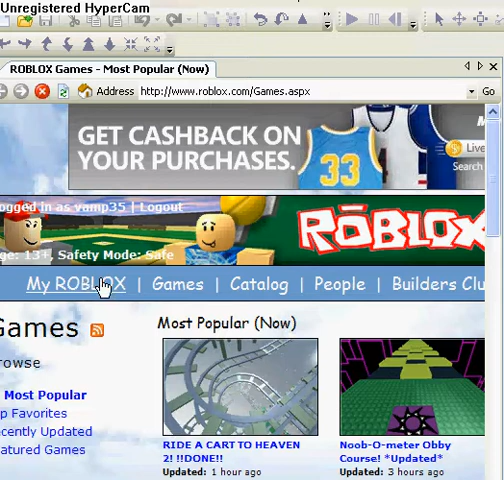 Unregistered HyperCam
ROBLOX Games - Most Popular (Now)
Address http://www.roblox.com/Games.aspx Go
GET CASHBACK ON
YOUR PURCHASES.
33
Live
Search
ogged in as vamp35 | Logout
ROBLOX
ge: 13+, Safety Mode: Safe
My ROBLOX | Games | Catalog | People | Builders Clu
Games
Most Popular (Now)
rowse
Most Popular
p Favorites
ecently Updated
atured Games
RIDE A CART TO HEAVEN
2! !!DONE!!
Updated: 1 hour ago
Noob-O-meter Obby
Course! *Updated*
Updated: 3 hours ago